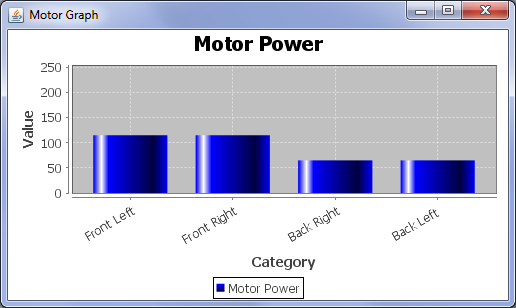 Motor Graph
Motor Power
250
200
150
100
50
0
Value
Front Left
Front Right
Back Right
Back Left
Category
Motor Power